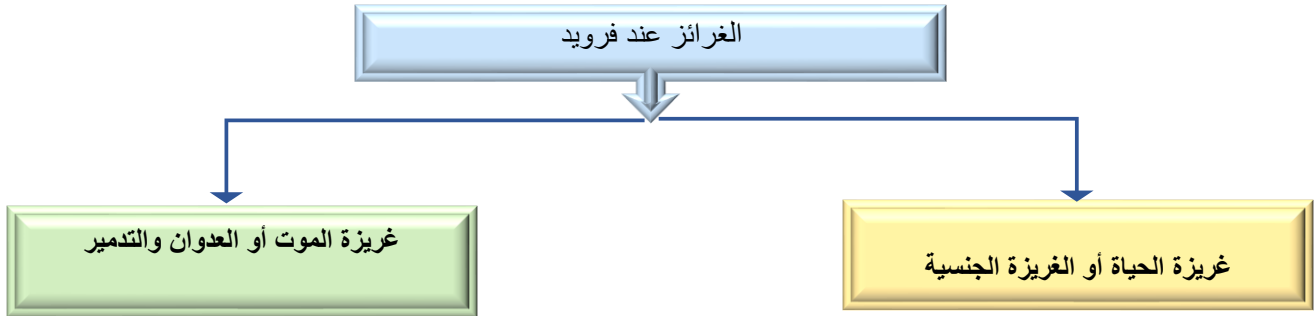 الغرائز عند فرويد
غريزة الحياة أو الغريزة الجنسية
غريزة الموت أو العدوان والتدمير